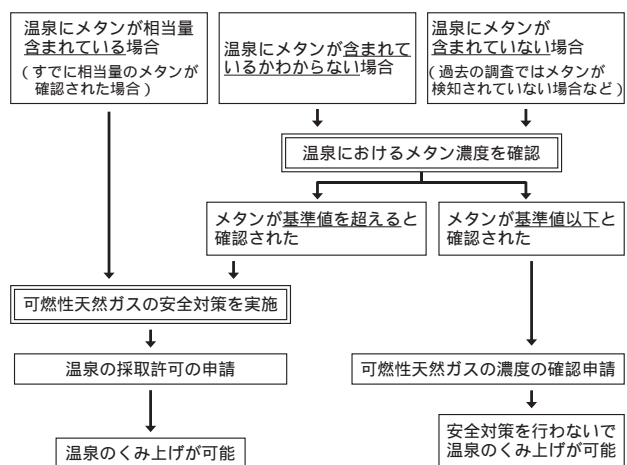 温泉にメタンが相当量
含まれている場合
(すでに相当量のメタンが
確認された場合)
温泉にメタンが含まれて
いるかわからない場合
温泉にメタンが
含まれていない場合
(過去の調査ではメタンが
検知されていない場合など)
温泉におけるメタン濃度を確認
メタンが基準値を超えると
確認された
メタンが基準値以下と
確認された
可燃性天然ガスの安全対策を実施
温泉の採取許可の申請
可燃性天然ガスの濃度の確認申請
温泉のくみ上げが可能
安全対策を行わないで
温泉のくみ上げが可能